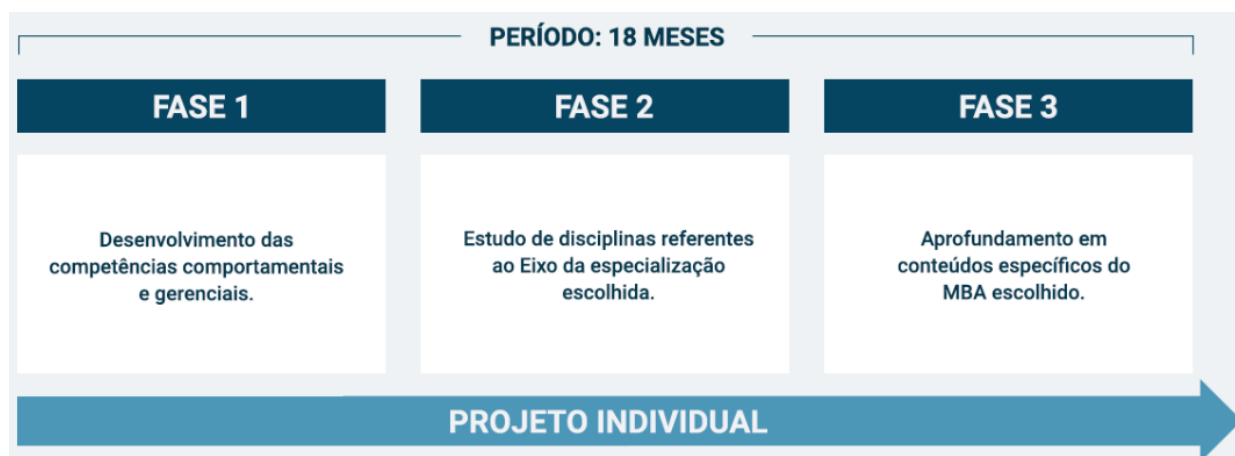 PERÍODO: 18 MESES
FASE 1
FASE 2
FASE 3
Desenvolvimento das
competências comportamentais
e gerenciais.
Estudo de disciplinas referentes
ao Eixo da especialização
escolhida.
Aprofundamento em
conteúdos específicos do
MBA escolhido.
PROJETO INDIVIDUAL